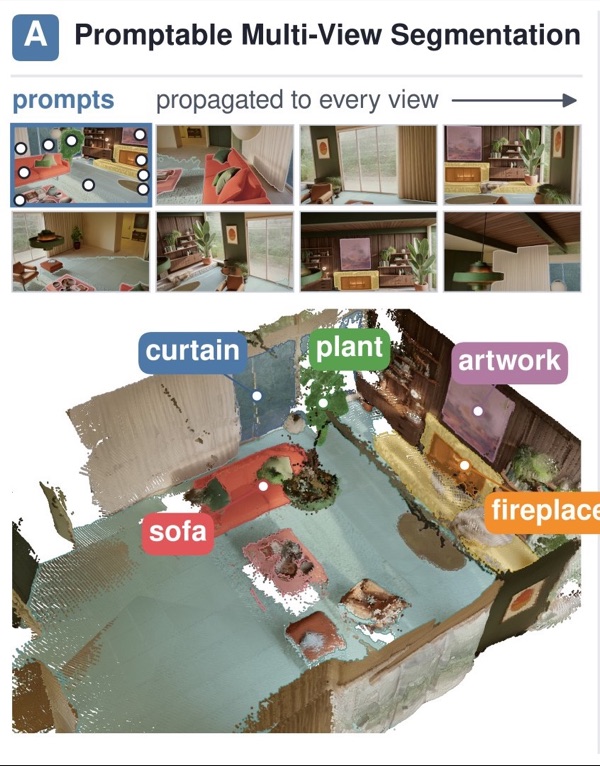 A Promptable Multi-View Segmentation
prompts propagated to every view
curtain
plant
artwork
fireplace
sofa